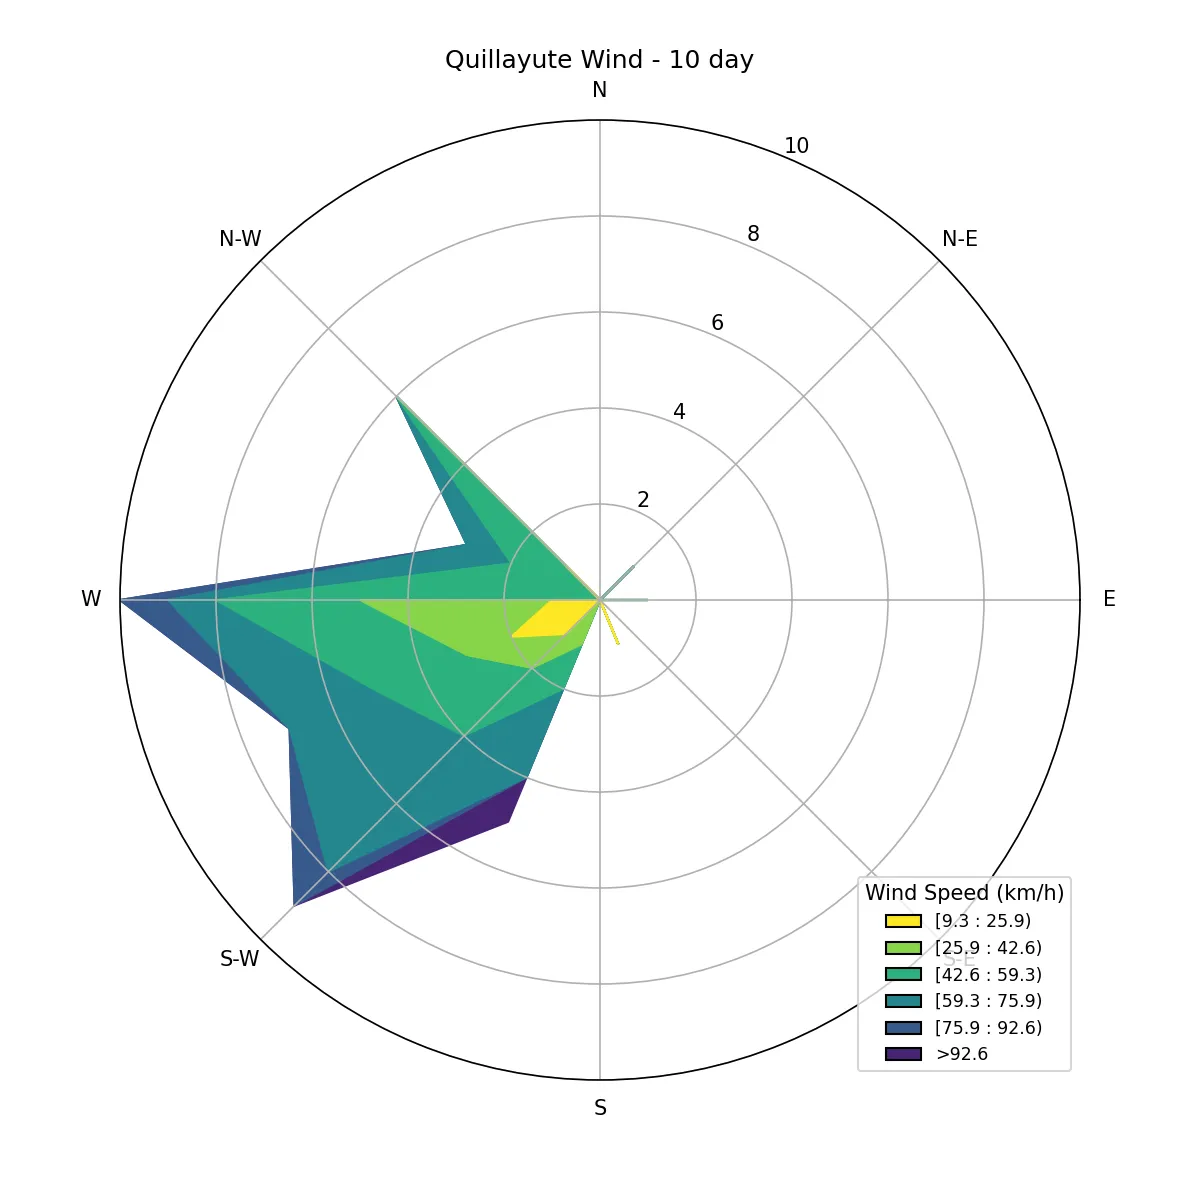 Quillayute Wind - 10 day
N
10
N-W
N-E
8
6
4
2
W
E
S-W
S-E
Wind Speed (km/h)
[9.3 : 25.9)
[25.9 : 42.6)
[42.6 : 59.3)
[59.3 : 75.9)
[75.9 : 92.6)
>92.6
S